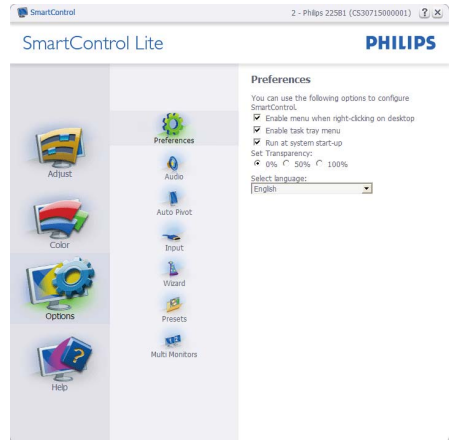 SmartControl
2 - Philips 225B1 (CS30715000001)
SmartControl Lite
PHILIPS
Adjust
Color
Options
Help
Preferences
Audio
Auto Pivot
Input
Wizard
Presets
Multi Monitors
Preferences
You can use the following options to configure
SmartControl.
Enable menu when right-clicking on desktop
Enable task tray menu
Run at system start-up
Set Transparency:
0% 50% 100%
Select language:
English